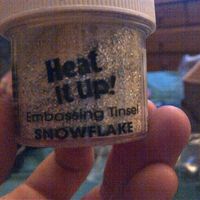 Heat
it Up!
Embossing Tinsel
SNOWFLAKE